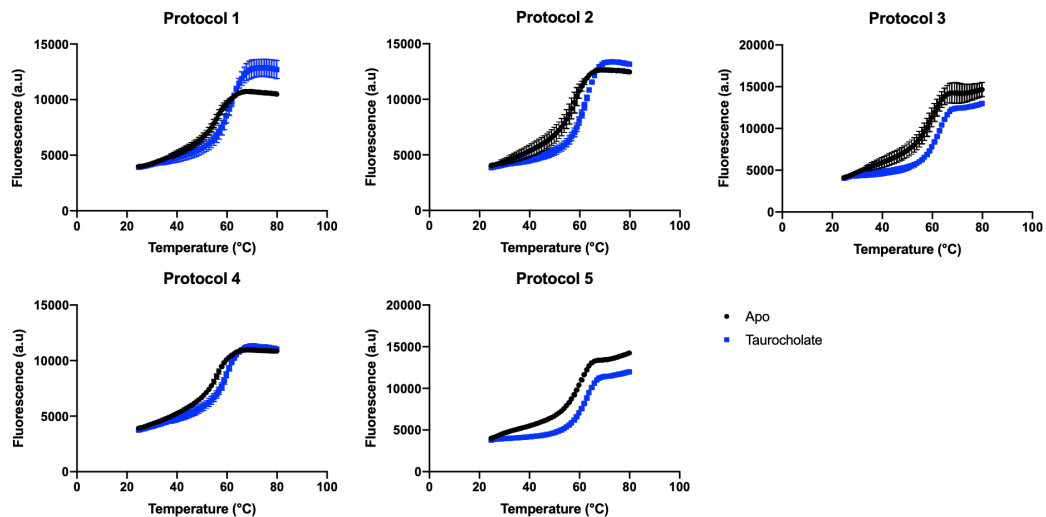 Protocol 1
15000
10000
5000
0
Fluorescence (a.u)
0 20 40 60 80 100
Temperature (°C)
Protocol 2
15000
10000
5000
0
Fluorescence (a.u)
0 20 40 60 80 100
Temperature (°C)
Protocol 3
20000
15000
10000
5000
0
Fluorescence (a.u)
0 20 40 60 80 100
Temperature (°C)
Protocol 4
15000
10000
5000
0
Fluorescence (a.u)
0 20 40 60 80 100
Temperature (°C)
Protocol 5
20000
15000
10000
5000
0
Fluorescence (a.u)
0 20 40 60 80 100
Temperature (°C)
Apo
Taurocholate